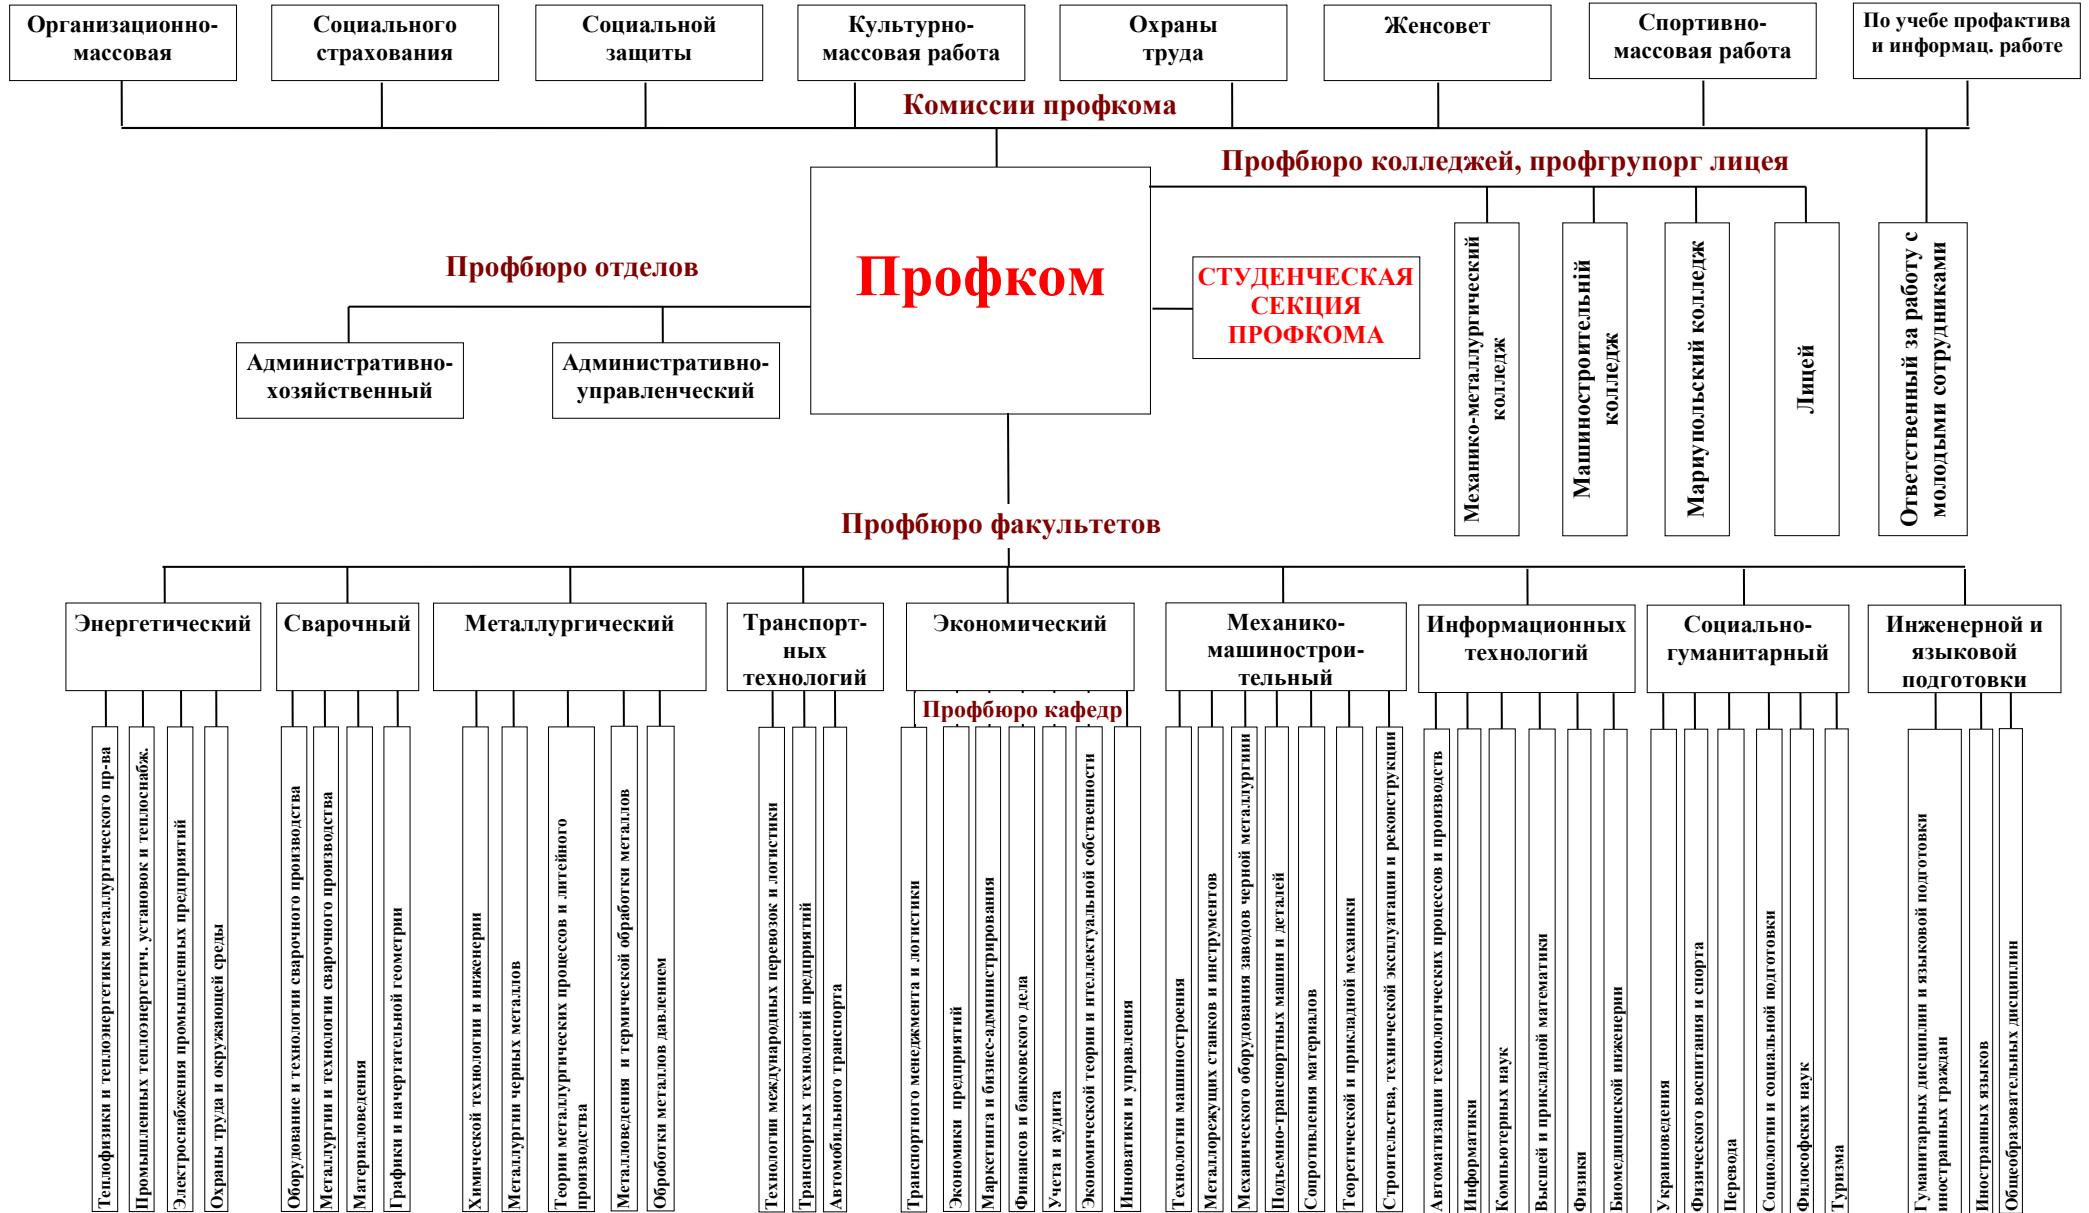 Организационно-
массовая
Социального
страхования
Социальной
защиты
Культурно-
массовая работа
Охраны
труда
Женсовет
Спортивно-
массовая работа
По учебе профактива
и информац. работе
Комиссии профкома
Профбюро колледжей, профгрупорг лицея
Профком
Профбюро отделов
Административно-
хозяйственный
Административно-
управленческий
СТУДЕНЧЕСКАЯ
СЕКЦИЯ
ПРОФКОМА
Механико-металлургический
колледж
Машиностроительній
колледж
Мариупольский колледж
Лицей
Ответственный за работу с
молодыми сотрудниками
Профбюро факультетов
Энергетический
Сварочный
Металлургический
Транспорт-
ных
технологий
Экономический
Механико-
машинострои-
тельный
Информационных
технологий
Социально-
гуманитарный
Инженерной и
языковой
подготовки
Профбюро кафедр
Теплофизики и теплоэнергетики металлургического пр-ва
Промышленных теплоэнергетич. установок и теплоснабж.
Электроснабжения промышленных предприятий
Охраны труда и окружающей среды
Оборудование и технологии сварочного производства
Металлургии и технологии сварочного производства
Материаловедения
Графики и начертательной геометрии
Химической технологии и инженерии
Металлургии черных металлов
Теории металлургических процессов и литейного
производства
Металловедения и термической обработки металлов
Оброботки металлов давлением
Технологии международных перевозок и логистики
Транспортых технологий предприятий
Автомобильного транспорта
Транспортного менеджмента и логистики
Экономики предприятий
Маркетинга и бизнес-администрирования
Финансов и банковского дела
Учета и аудита
Экономической теории и нтеллектуальной собственности
Инноватики и управления
Технологии машиностроения
Металлорежущих станков и инструментов
Механического оборудования заводов черной металлургии
Подъемно-транспортных машин и деталей
Сопротивления материалов
Теоретической и прикладной механики
Строительства, технической эксплуатации и реконструкции
Автоматизации технологических процессов и производств
Информатики
Компьютерных наук
Высшей и прикладной математики
Физики
Биомедицинской инженерии
Украиноведения
Физического воспитания и спорта
Перевода
Социологии и социальной подготовки
Философских наук
Туризма
Гуманитарных дисциплин и языковой подготовки
иностранных граждан
Иностранных языков
Общеобразовательных дисциплин